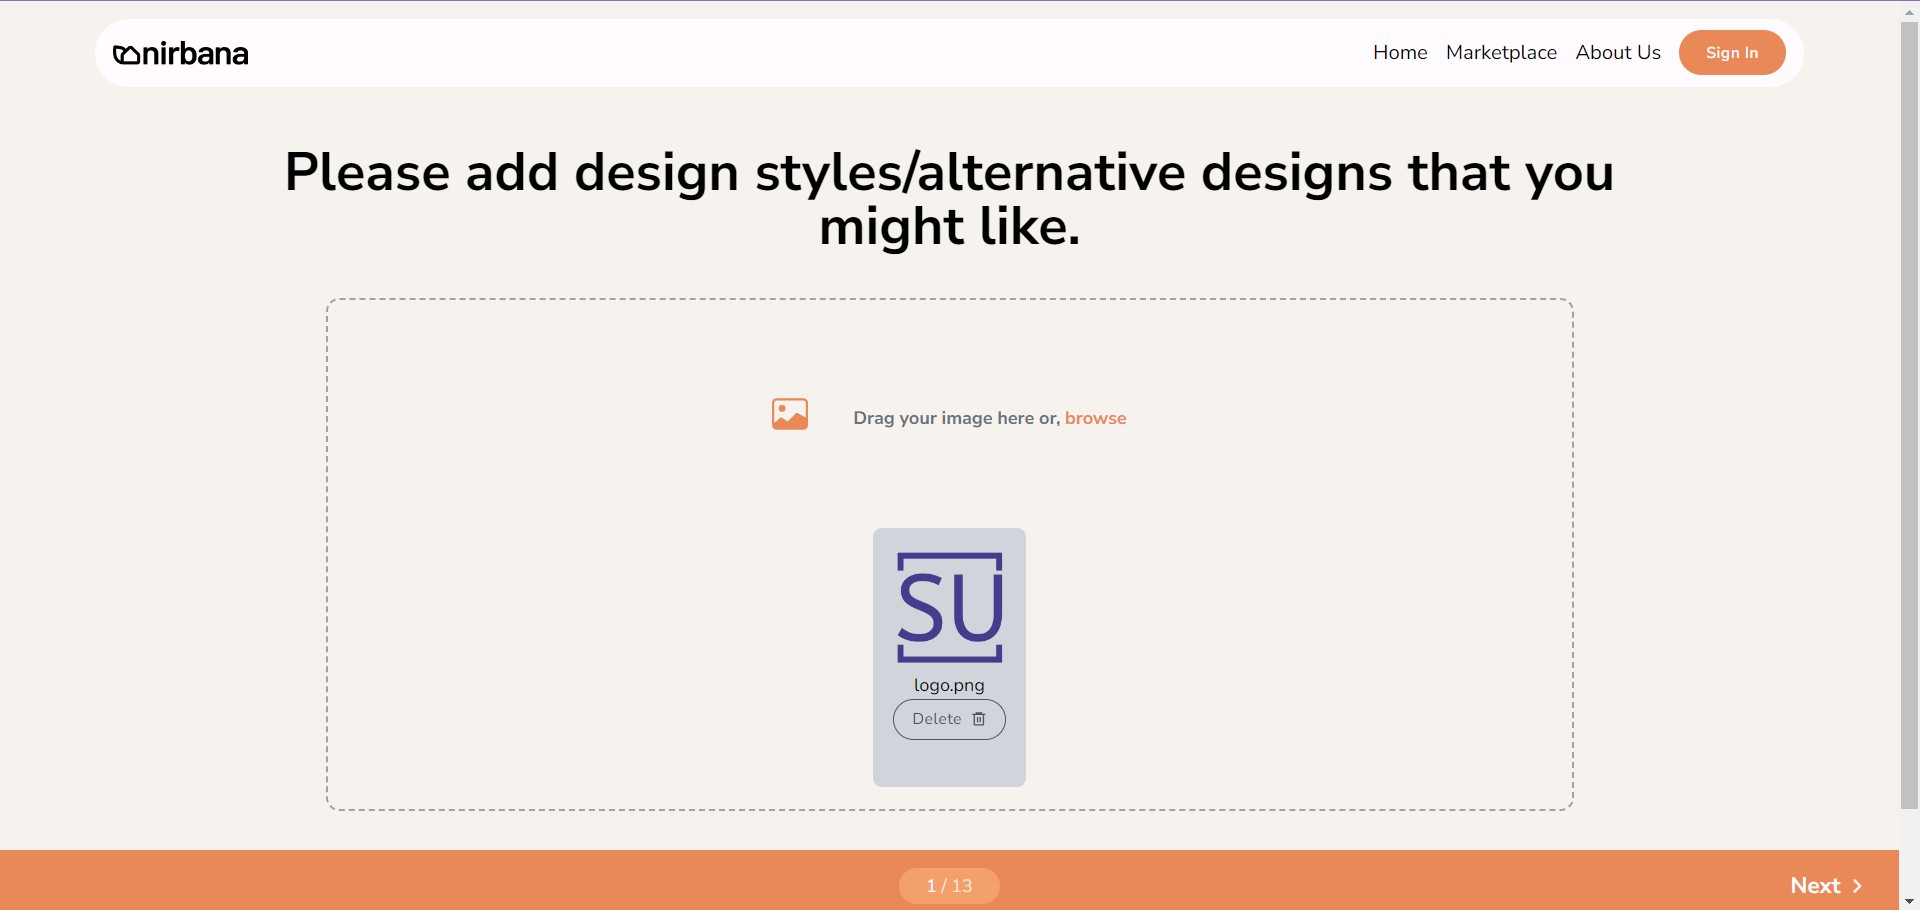 nirbana
Home Marketplace About Us Sign In
Please add design styles/alternative designs that you
might like.
Drag your image here or, browse
SU
logo.png
Delete
1 / 13
Next